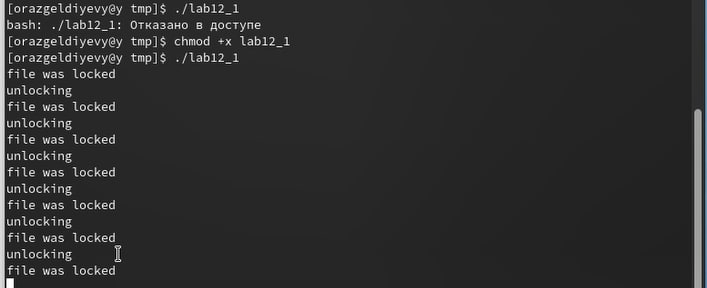 [orazgeldiyevy@y tmp]$ ./lab12_1
bash: ./lab12_1: Отказано в доступе
[orazgeldiyevy@y tmp]$ chmod +x lab12_1
[orazgeldiyevy@y tmp]$ ./lab12_1
file was locked
unlocking
file was locked
unlocking
file was locked
unlocking
file was locked
unlocking
file was locked
unlocking
file was locked
unlocking
file was locked